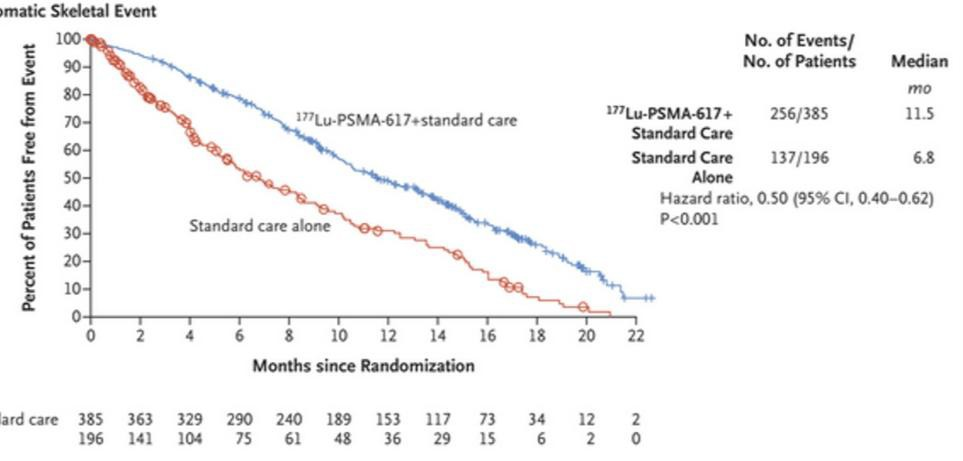 omatic Skeletal Event
Percent of Patients Free from Event
100
90
80
70
60
50
40
30
20
10
0
177Lu-PSMA-617+standard care
Standard care alone
0 2 4 6 8 10 12 14 16 18 20 22
Months since Randomization
No. of Events/
No. of Patients
Median
mo
177Lu-PSMA-617+
Standard Care
256/385 11.5
Standard Care
Alone
137/196 6.8
Hazard ratio, 0.50 (95% CI, 0.40–0.62)
P<0.001
dard care 385 363 329 290 240 189 153 117 73 34 12 2
196 141 104 75 61 48 36 29 15 6 2 0